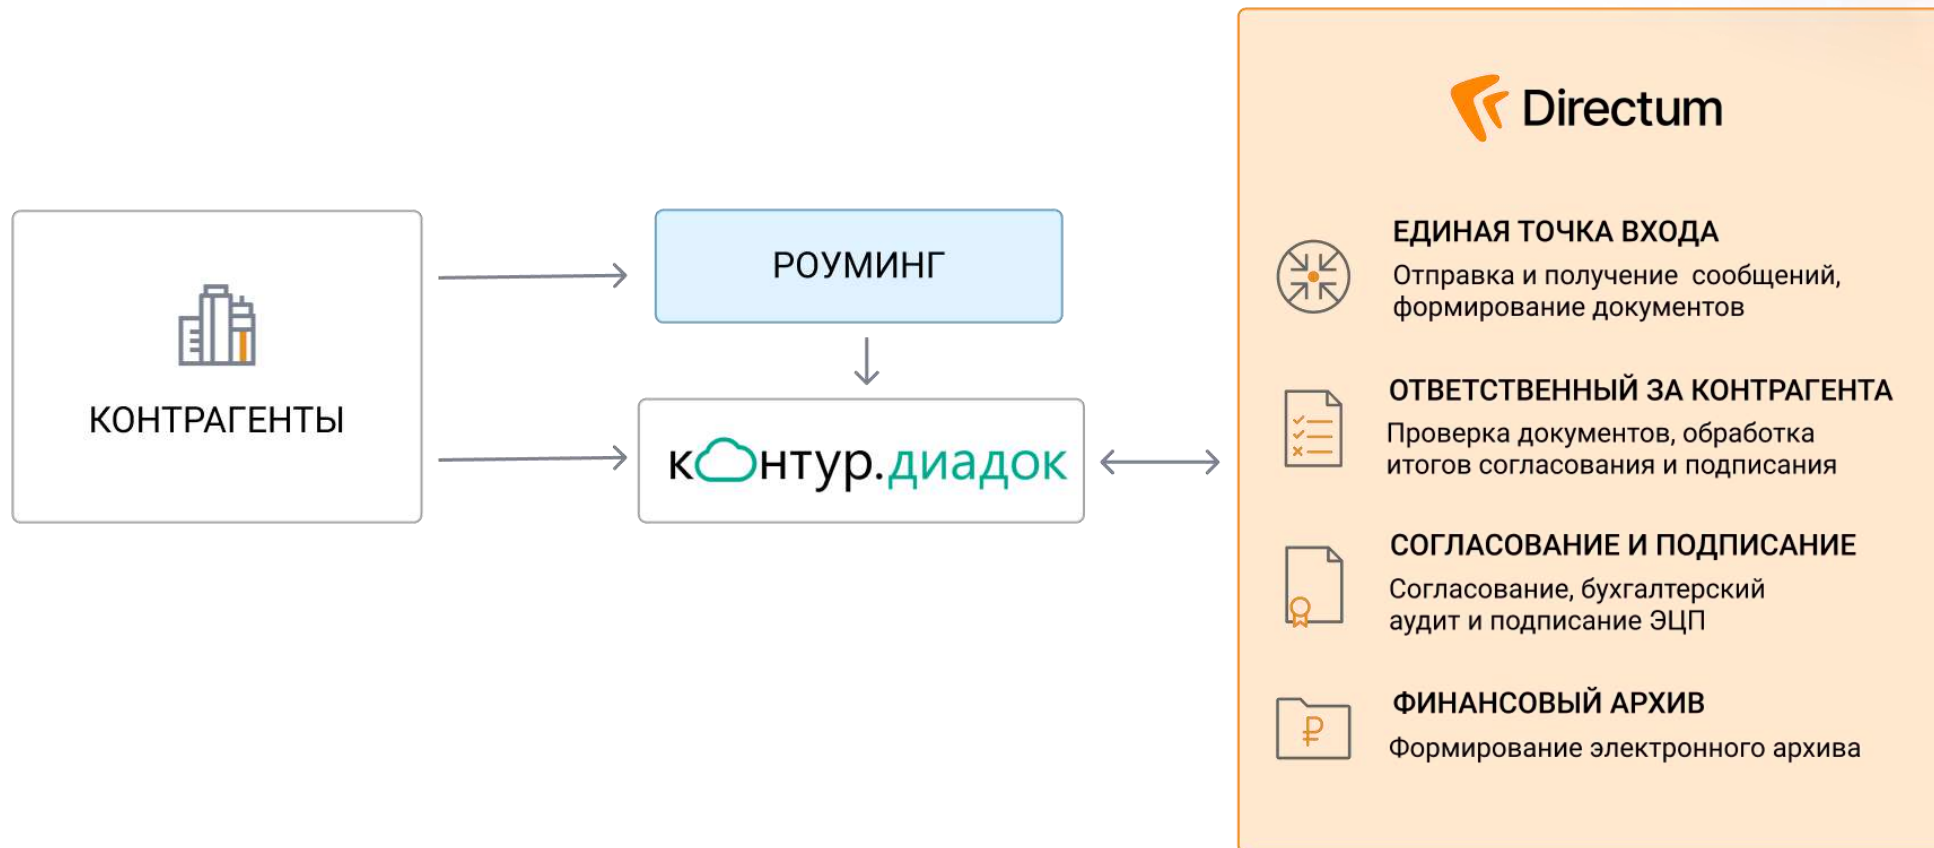 КОНТРАГЕНТЫ
РОУМИНГ
контур.диадок
Directum
ЕДИНАЯ ТОЧКА ВХОДА
Отправка и получение сообщений,
формирование документов
ОТВЕТСТВЕННЫЙ ЗА КОНТРАГЕНТА
Проверка документов, обработка
итогов согласования и подписания
СОГЛАСОВАНИЕ И ПОДПИСАНИЕ
Согласование, бухгалтерский
аудит и подписание ЭЦП
ФИНАНСОВЫЙ АРХИВ
Формирование электронного архива